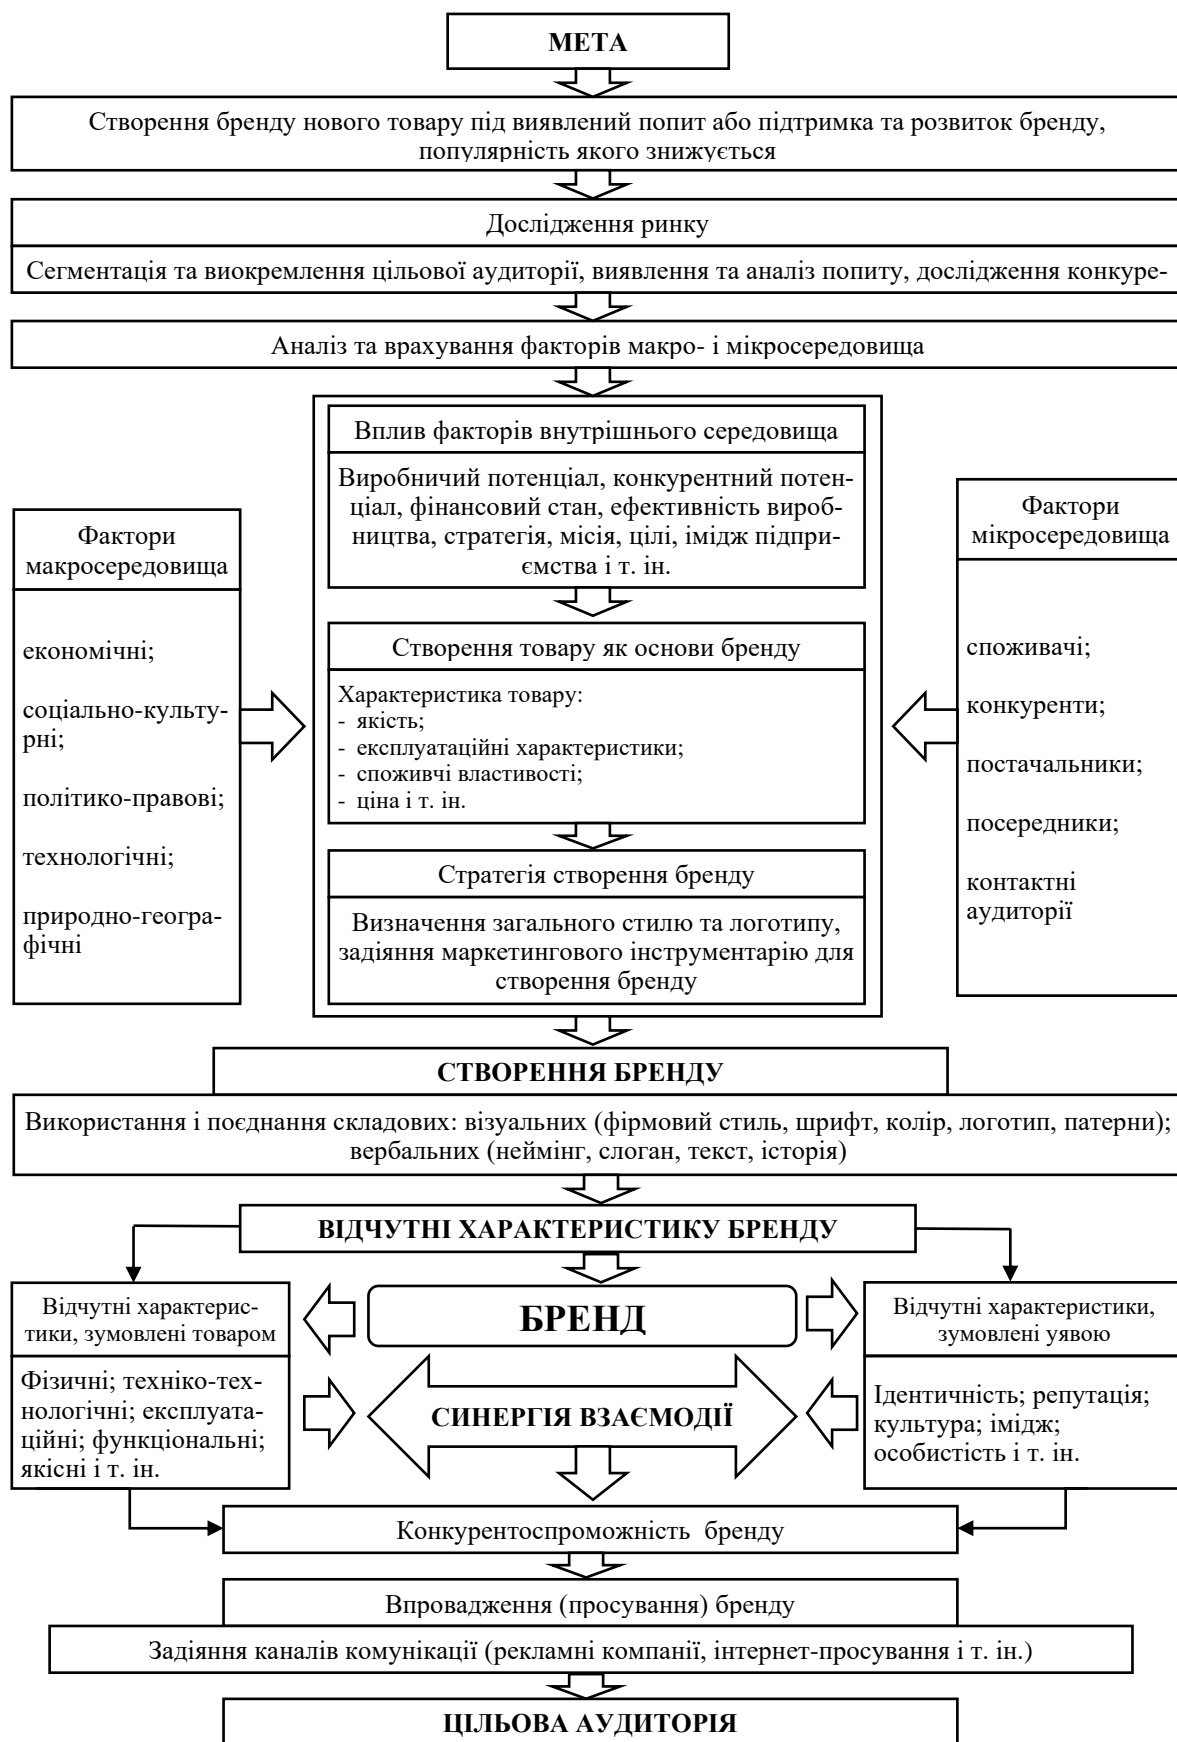 МЕТА
Створення бренду нового товару під виявлений попит або підтримка та розвиток бренду,
популярність якого знижується
Дослідження ринку
Сегментація та виокремлення цільової аудиторії, виявлення та аналіз попиту, дослідження конкуре-
Аналіз та врахування факторів макро- і мікросередовища
Вплив факторів внутрішнього середовища
Виробничий потенціал, конкурентний потен-
ціал, фінансовий стан, ефективність вироб-
ництва, стратегія, місія, цілі, імідж підпри-
ємства і т. ін.
Фактори
макросередовища
економічні;
соціально-культу-
рні;
політико-правові;
технологічні;
природно-геогра-
фічні
Створення товару як основи бренду
Характеристика товару:
- якість;
- експлуатаційні характеристики;
- споживчі властивості;
- ціна і т. ін.
Стратегія створення бренду
Визначення загального стилю та логотипу,
задіяння маркетингового інструментарію для
створення бренду
Фактори
мікросередовища
споживачі;
конкуренти;
постачальники;
посередники;
контактні
аудиторії
СТВОРЕННЯ БРЕНДУ
Використання і поєднання складових: візуальних (фірмовий стиль, шрифт, колір, логотип, патерни);
вербальних (неймінг, слоган, текст, історія)
ВІДЧУТНІ ХАРАКТЕРИСТИКУ БРЕНДУ
Відчутні характерис-
тики, зумовлені товаром
Фізичні; техніко-тех-
нологічні; експлуата-
ційні; функціональні;
якісні і т. ін.
БРЕНД
СИНЕРГІЯ ВЗАЄМОДІЇ
Відчутні характеристики,
зумовлені уявою
Ідентичність; репутація;
культура; імідж;
особистість і т. ін.
Конкурентоспроможність бренду
Впровадження (просування) бренду
Задіяння каналів комунікації (рекламні компанії, інтернет-просування і т. ін.)
ЦІЛЬОВА АУДИТОРІЯ